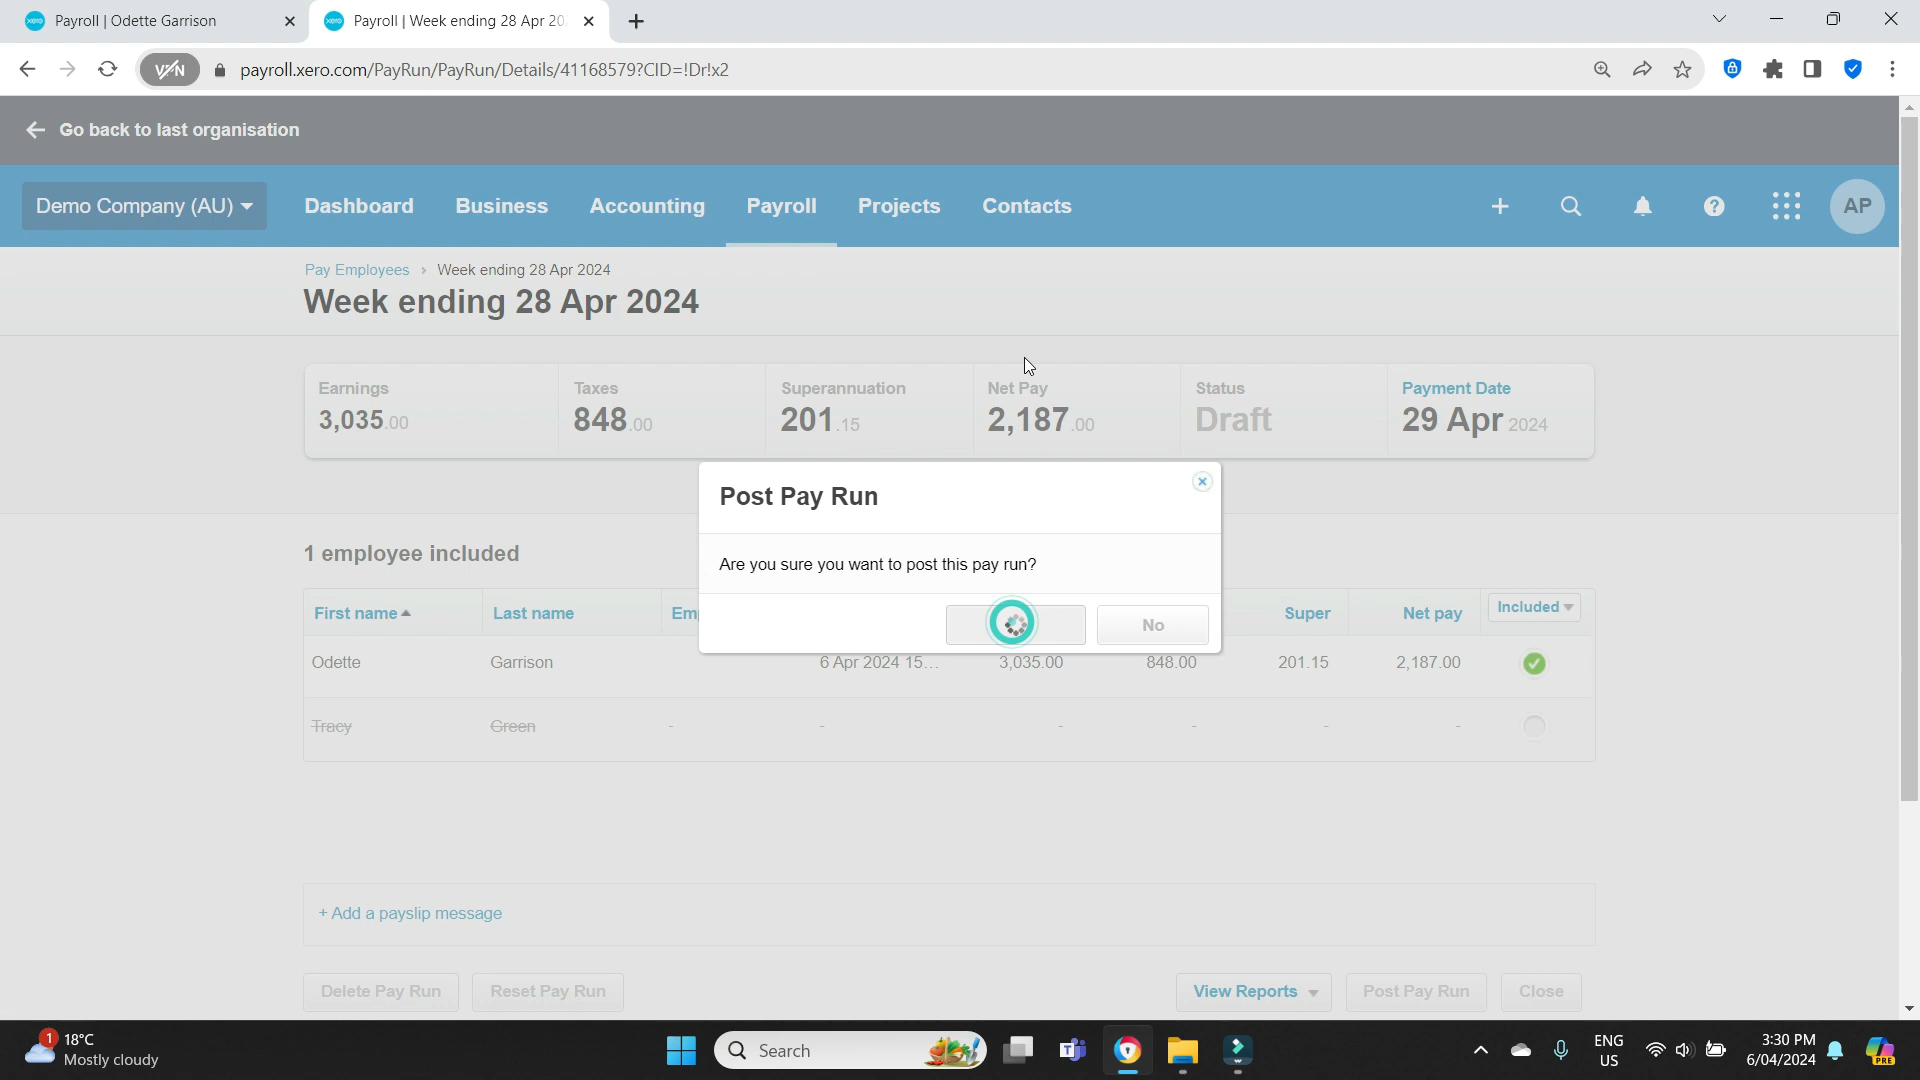 Payroll | Odette Garrison
Payroll | Week ending 28 Apr 20
VPN
payroll.xero.com/PayRun/PayRun/Details/41168579?CID=!Dr!x2
Go back to last organisation
Demo Company (AU)
Dashboard
Business
Accounting
Payroll
Projects
Contacts
AP
Pay Employees › Week ending 28 Apr 2024
Week ending 28 Apr 2024
Earnings
3,035.00
Taxes
848.00
Superannuation
201.15
Net Pay
2,187.00
Status
Draft
Payment Date
29 Apr 2024
Post Pay Run
Are you sure you want to post this pay run?
No
1 employee included
First name Last name Em Super Net pay Included
Odette Garrison 6 Apr 2024 15... 3,035.00 848.00 201.15 2,187.00
Tracy Green - - - - - -
+ Add a payslip message
Delete Pay Run Reset Pay Run View Reports Post Pay Run Close
1
18°C
Mostly cloudy
Search
ENG
US
3:30 PM
6/04/2024
PRE